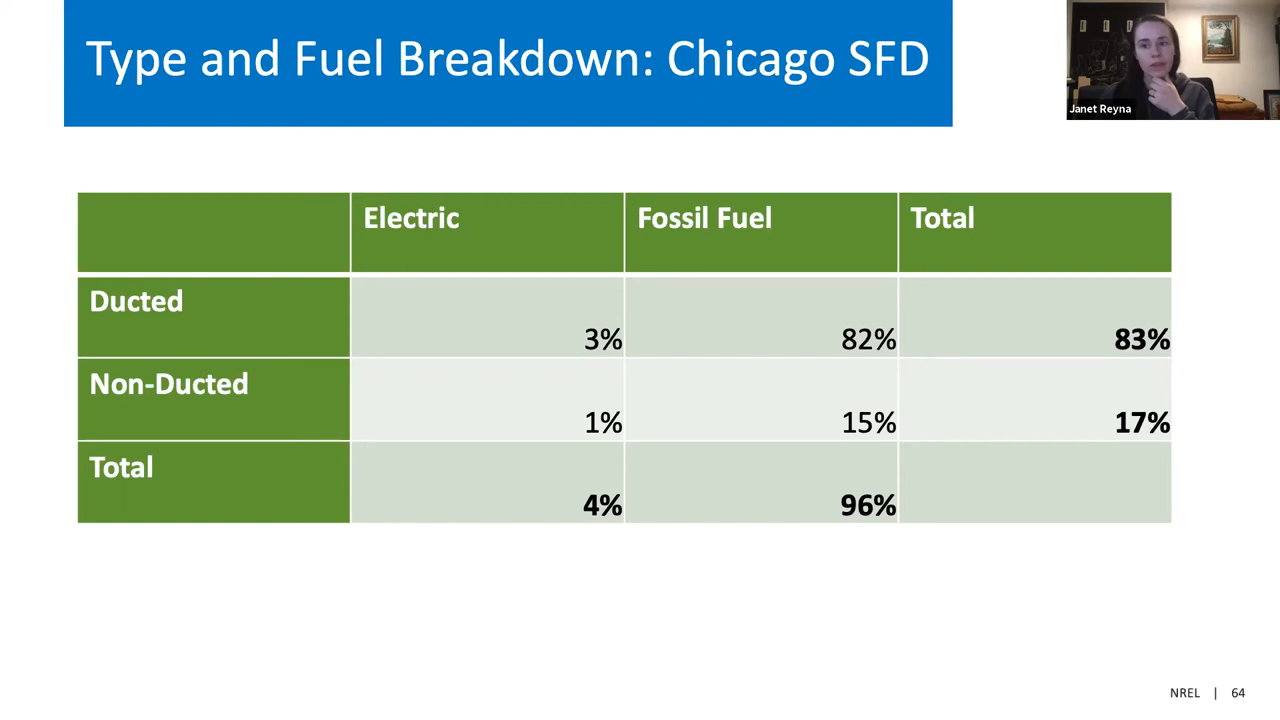 Type and Fuel Breakdown: Chicago SFD
Janet Reyna
Electric Fossil Fuel Total
Ducted 3% 82% 83%
Non-Ducted 1% 15% 17%
Total 4% 96%
NREL | 64